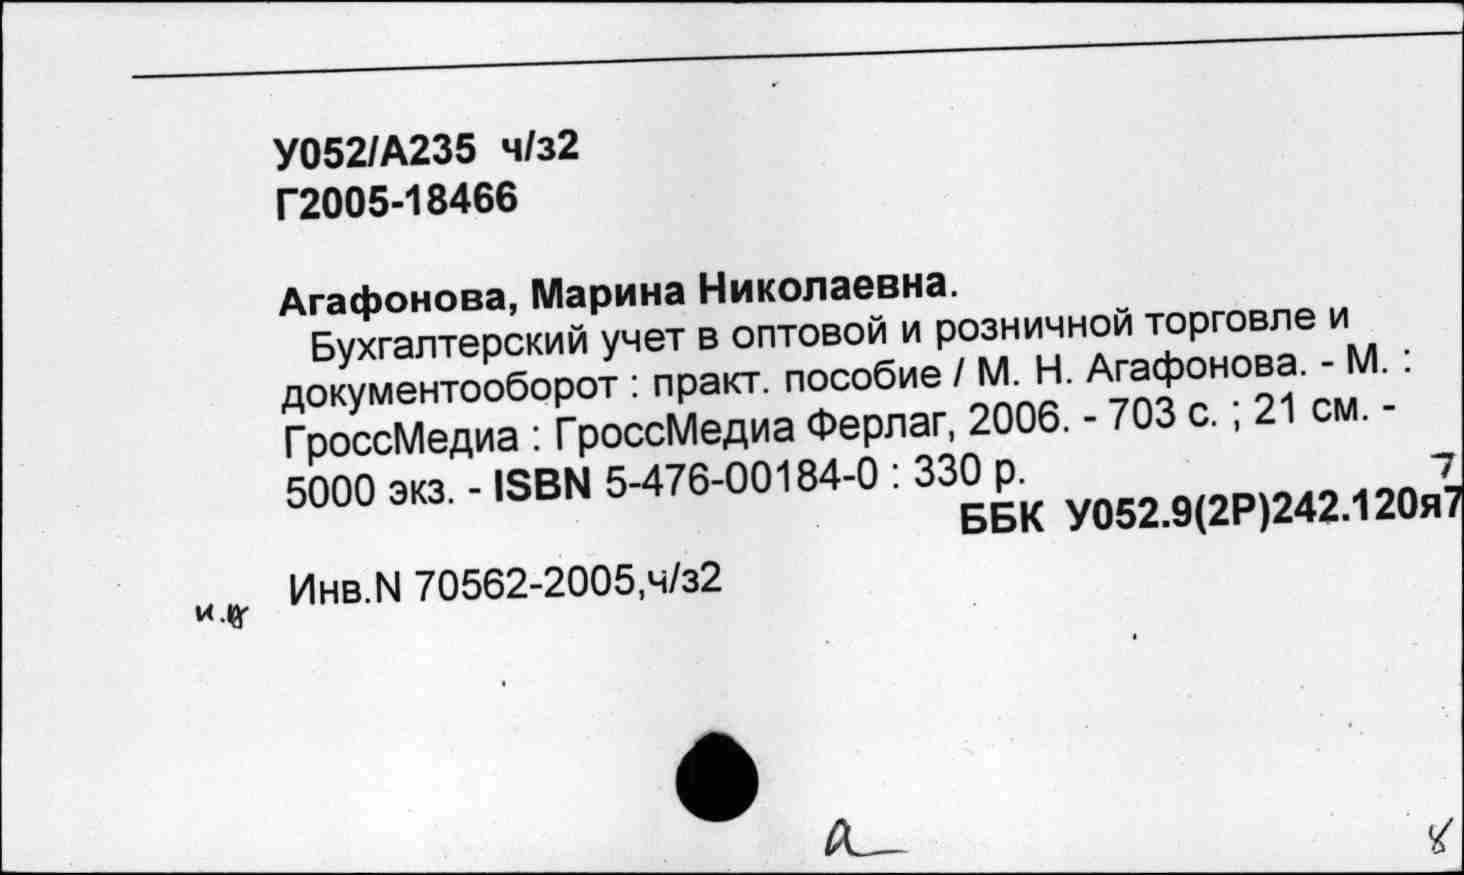 У052/А235 ч/з2
Г2005-18466
Агафонова, Марина Николаевна.
Бухгалтерский учет в оптовой и розничной торговле и
документооборот : практ. пособие / М. Н. Агафонова. - М. :
ГроссМедиа : ГроссМедиа Ферлаг, 2006. - 703 с. ; 21 см. -
5000 экз. - ISBN 5-476-00184-0 : 330 р.
7
ББК У052.9(2Р)242.120я7
Инв.N 70562-2005,ч/з2
а
8